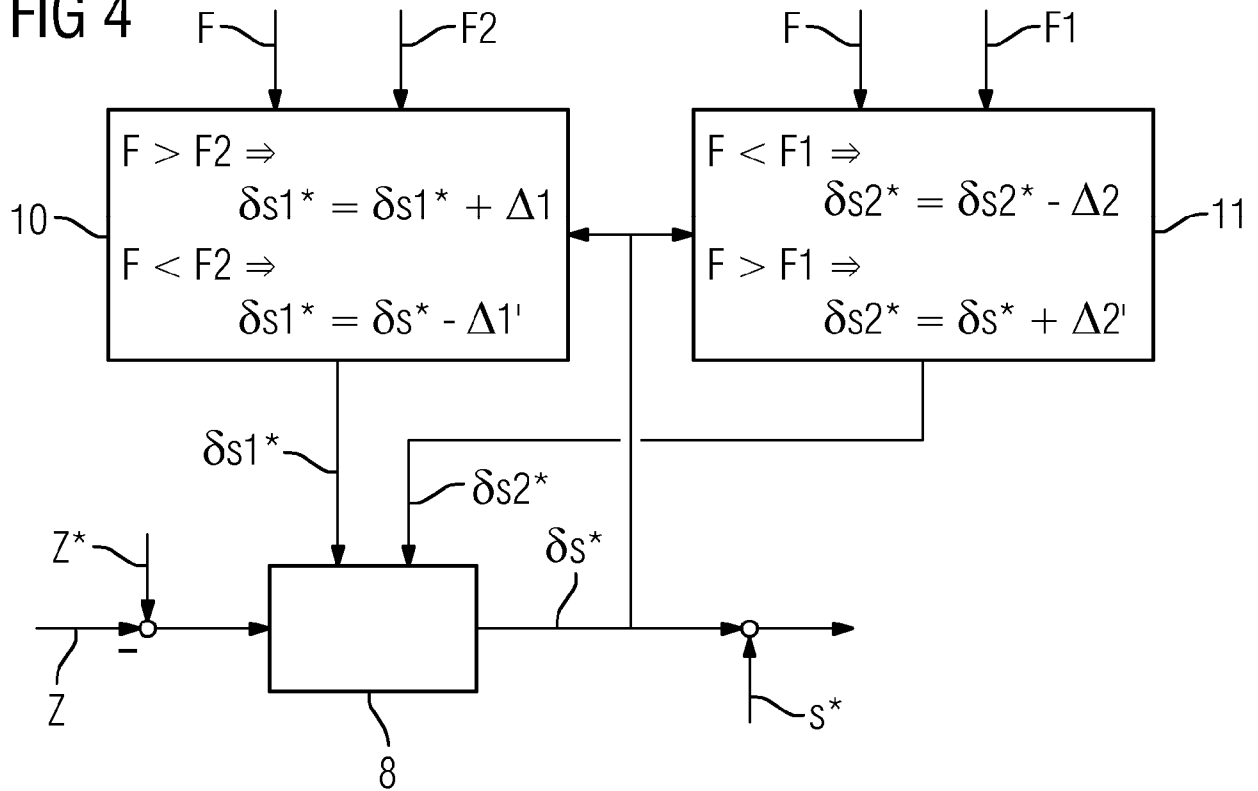 FIG 4
F
F2
F
F1
F > F2 ⇒
δs1* = δs1* + Δ1
F < F2 ⇒
δs1* = δs* - Δ1'
10
F < F1 ⇒
δs2* = δs2* - Δ2
F > F1 ⇒
δs2* = δs* + Δ2'
11
δs1*
δs2*
Z*
δs*
–
Z
8
s*